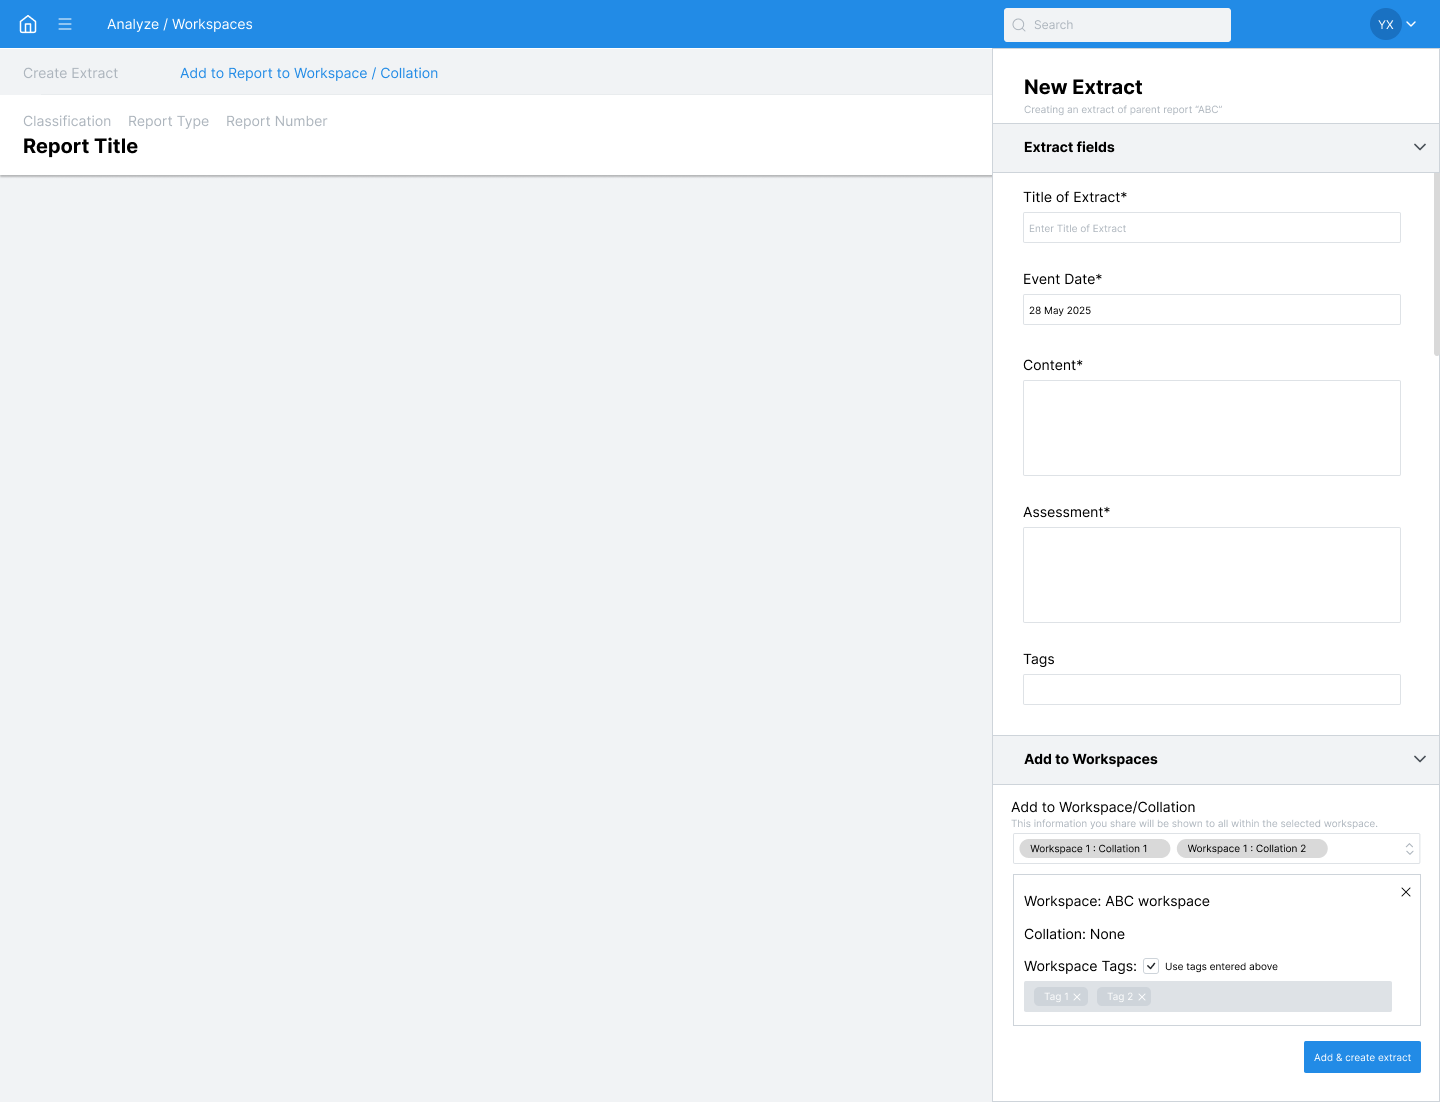 Analyze / Workspaces
Search
YX
Create Extract
Add to Report to Workspace / Collation
Classification Report Type Report Number
Report Title
New Extract
Creating an extract of parent report "ABC"
Extract fields
Title of Extract*
Enter Title of Extract
Event Date*
28 May 2025
Content*
Assessment*
Tags
Add to Workspaces
Add to Workspace/Collation
This information you share will be shown to all within the selected workspace.
Workspace 1 : Collation 1 Workspace 1 : Collation 2
Workspace: ABC workspace
Collation: None
Workspace Tags: Use tags entered above
Tag 1 Tag 2
Add & create extract